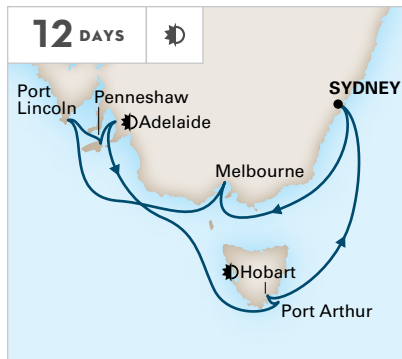 12 DAYS
Port
Lincoln
Penneshaw
Adelaide
SYDNEY
Melbourne
Hobart
Port Arthur